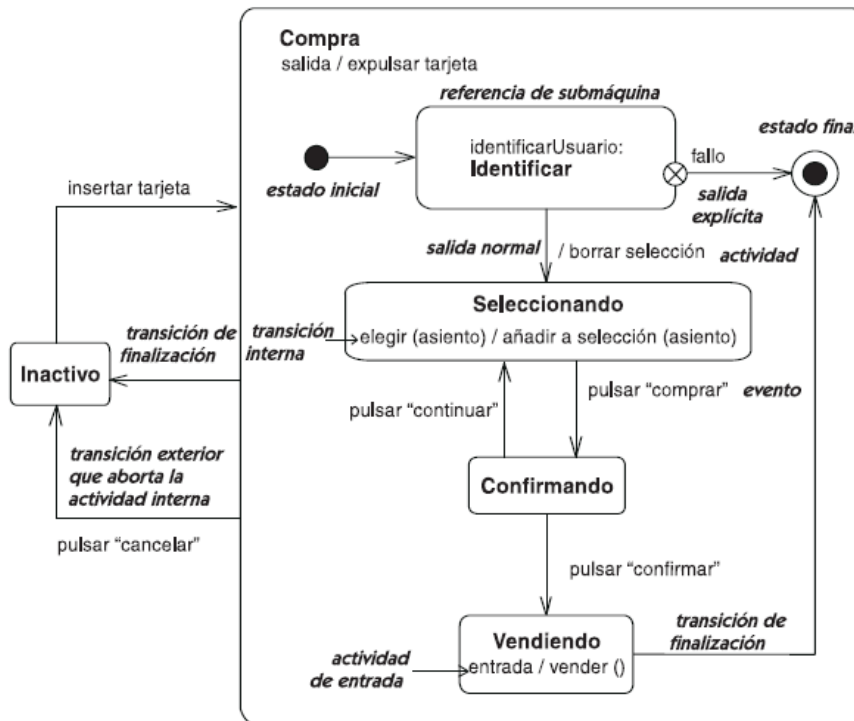 Compra
salida / expulsar tarjeta
referencia de submáquina
estado final
identificarUsuario:
Identificar
fallo
estado inicial
salida
explícita
insertar tarjeta
salida normal
/ borrar selección
actividad
Seleccionando
transición de
finalización
transición
interna
elegir (asiento) / añadir a selección (asiento)
Inactivo
pulsar “continuar”
pulsar “comprar”
evento
transición exterior
que aborta la
actividad interna
Confirmando
pulsar “cancelar”
pulsar “confirmar”
Vendiendo
entrada / vender ()
transición de
finalización
actividad
de entrada